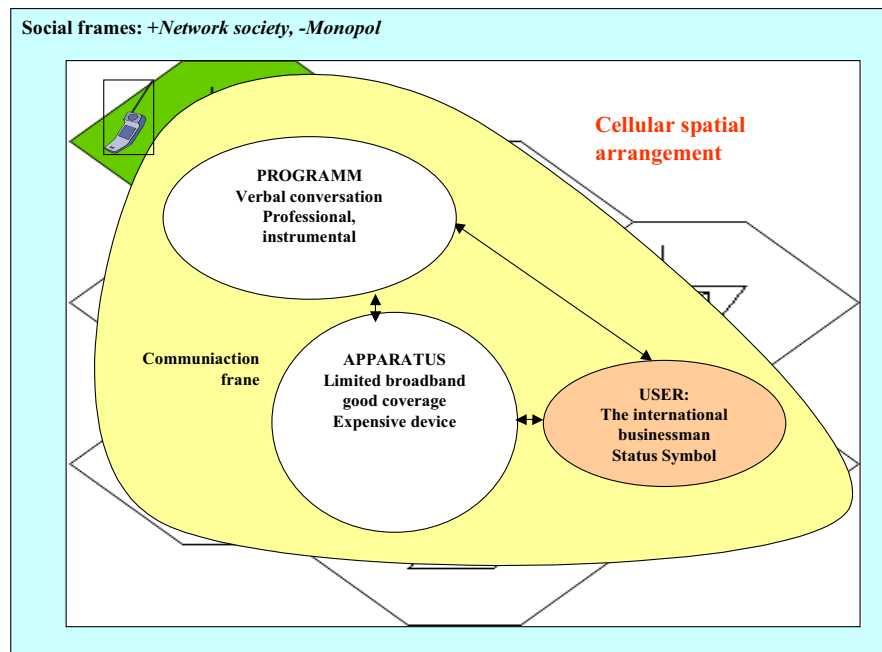 Social frames: +Network society, -Monopol
Cellular spatial
arrangement
PROGRAMM
Verbal conversation
Professional,
instrumental
Communiaction
frane
APPARATUS
Limited broadband
good coverage
Expensive device
USER:
The international
businessman
Status Symbol